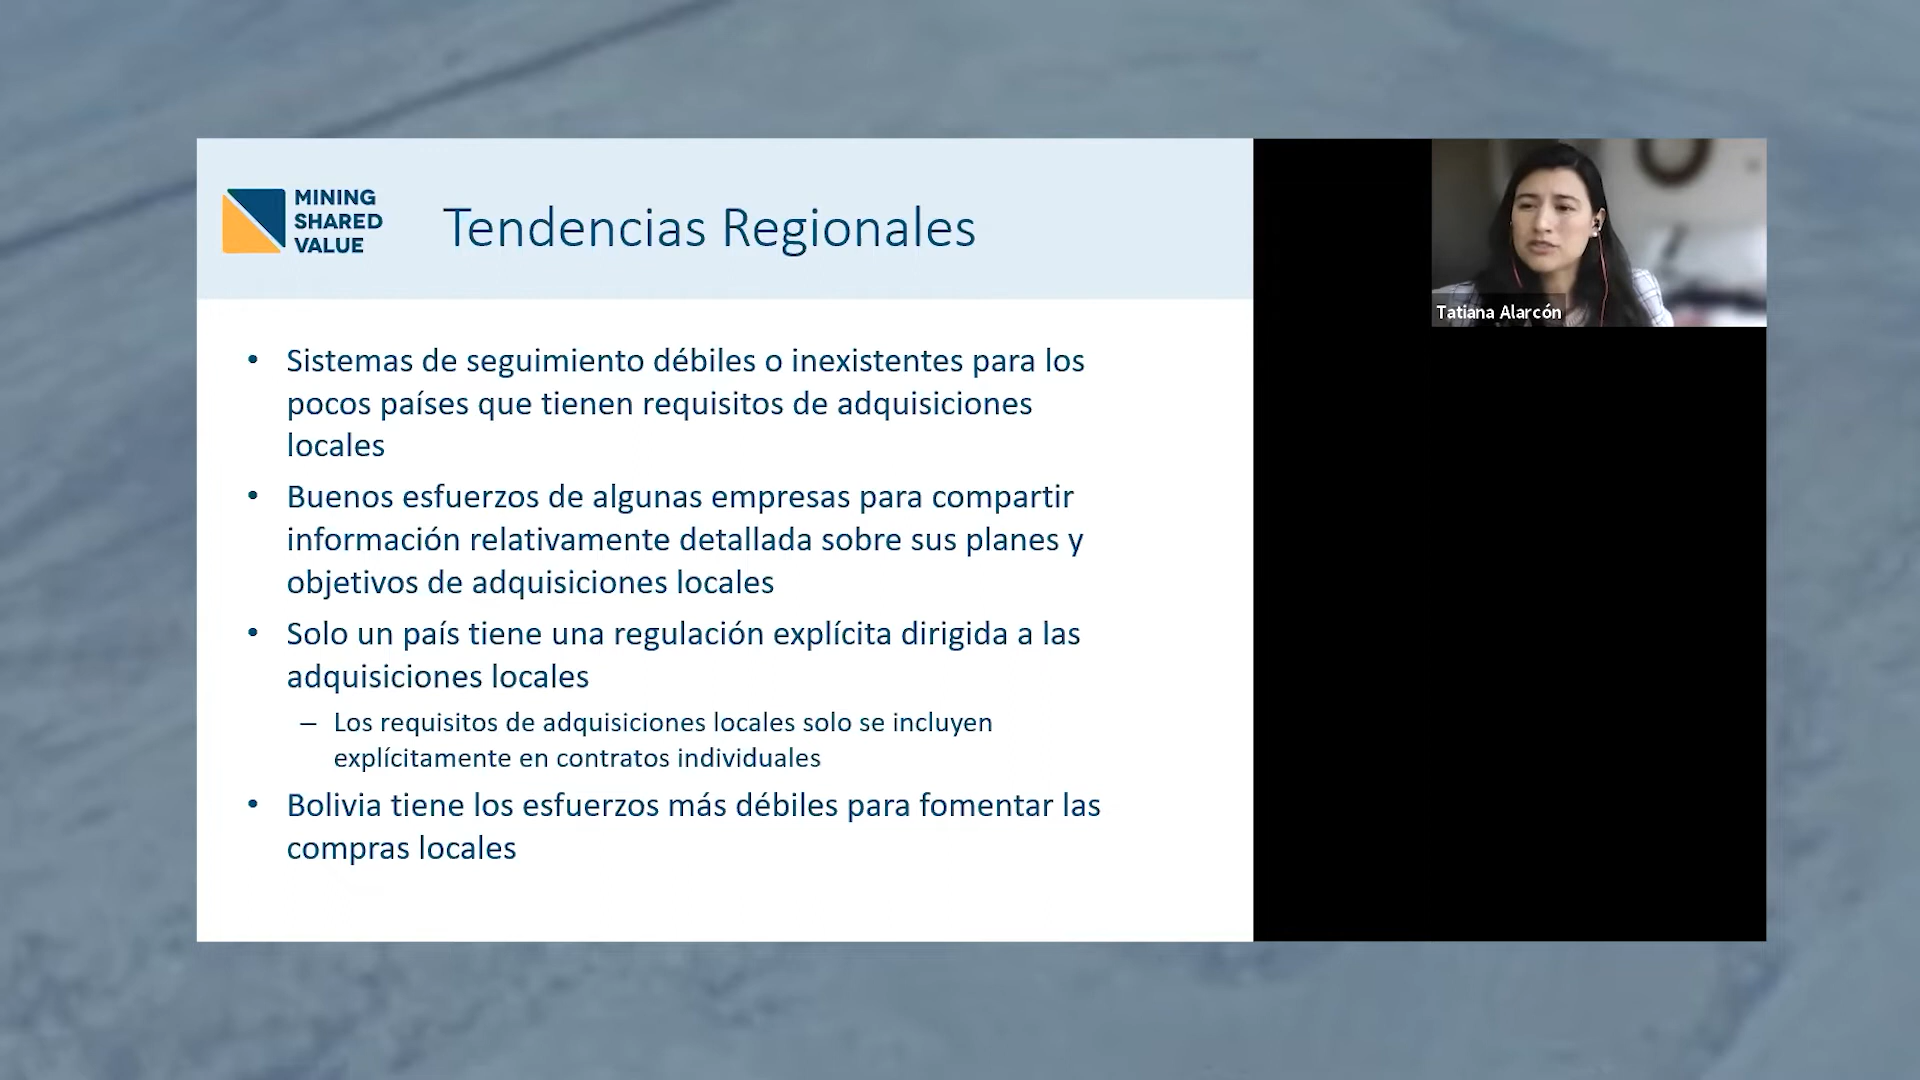 MINING
SHARED
VALUE
Tendencias Regionales
Tatiana Alarcón
• Sistemas de seguimiento débiles o inexistentes para los
pocos países que tienen requisitos de adquisiciones
locales
• Buenos esfuerzos de algunas empresas para compartir
información relativamente detallada sobre sus planes y
objetivos de adquisiciones locales
• Solo un país tiene una regulación explícita dirigida a las
adquisiciones locales
– Los requisitos de adquisiciones locales solo se incluyen
explícitamente en contratos individuales
• Bolivia tiene los esfuerzos más débiles para fomentar las
compras locales